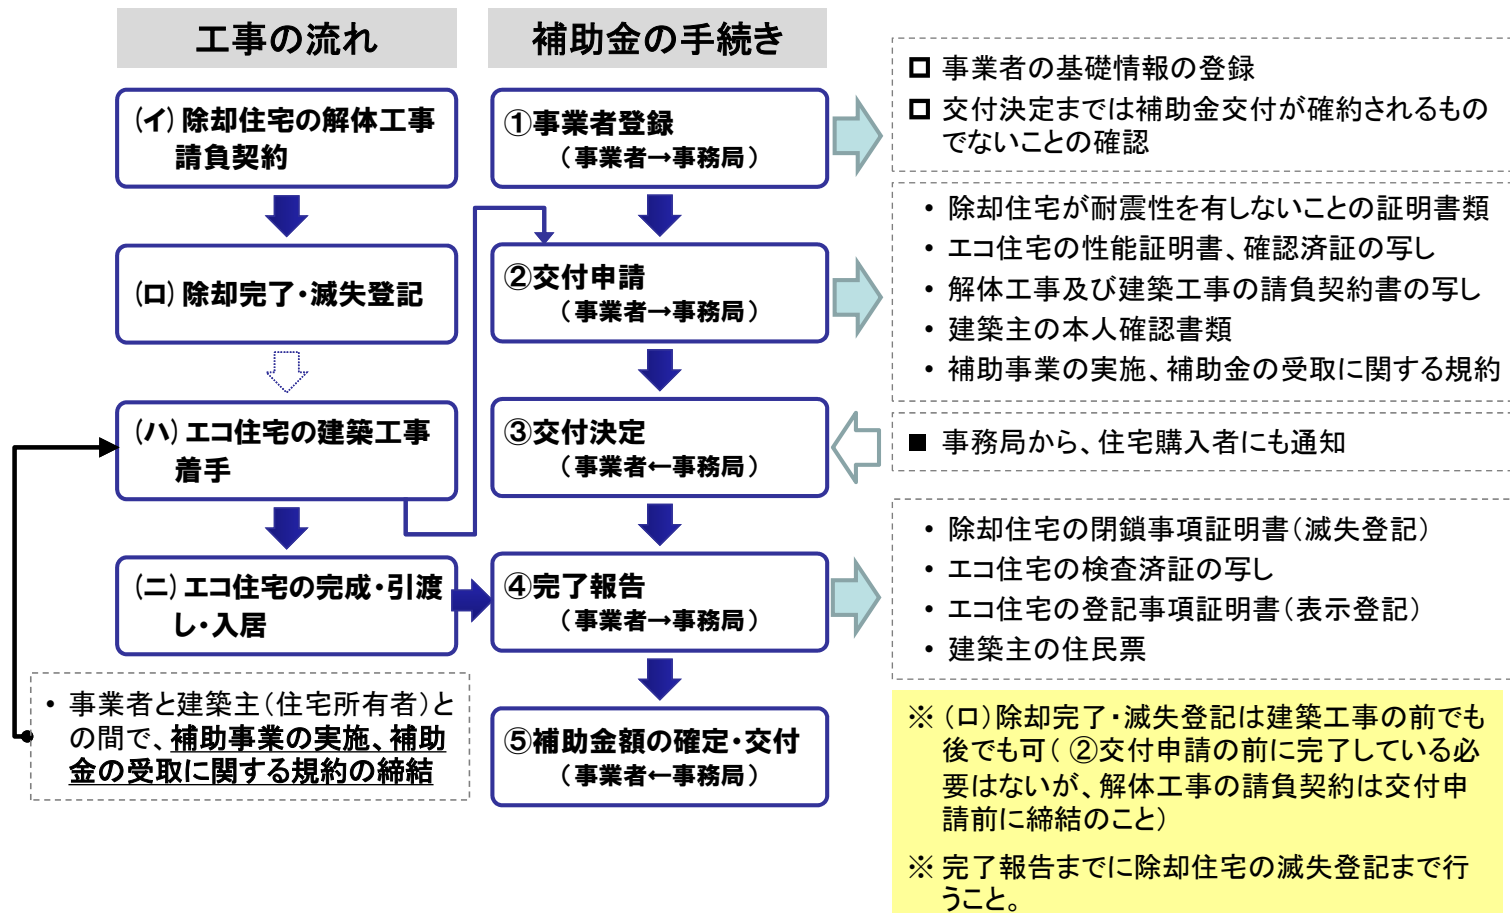 工事の流れ
(イ) 除却住宅の解体工事
請負契約
(ロ) 除却完了・滅失登記
(ハ) エコ住宅の建築工事
着手
(ニ) エコ住宅の完成・引渡
し・入居
・ 事業者と建築主(住宅所有者)と
の間で、補助事業の実施、補助
金の受取に関する規約の締結
補助金の手続き
①事業者登録
(事業者→事務局)
②交付申請
(事業者→事務局)
③交付決定
(事業者←事務局)
④完了報告
(事業者→事務局)
⑤補助金額の確定・交付
(事業者←事務局)
□ 事業者の基礎情報の登録
□ 交付決定までは補助金交付が確約されるもの
でないことの確認
・ 除却住宅が耐震性を有しないことの証明書類
・ エコ住宅の性能証明書、確認済証の写し
・ 解体工事及び建築工事の請負契約書の写し
・ 建築主の本人確認書類
・ 補助事業の実施、補助金の受取に関する規約
■ 事務局から、住宅購入者にも通知
・ 除却住宅の閉鎖事項証明書(滅失登記)
・ エコ住宅の検査済証の写し
・ エコ住宅の登記事項証明書(表示登記)
・ 建築主の住民票
※ (ロ)除却完了・滅失登記は建築工事の前でも
後でも可( ②交付申請の前に完了している必
要はないが、解体工事の請負契約は交付申
請前に締結のこと)
※ 完了報告までに除却住宅の滅失登記まで行
うこと。